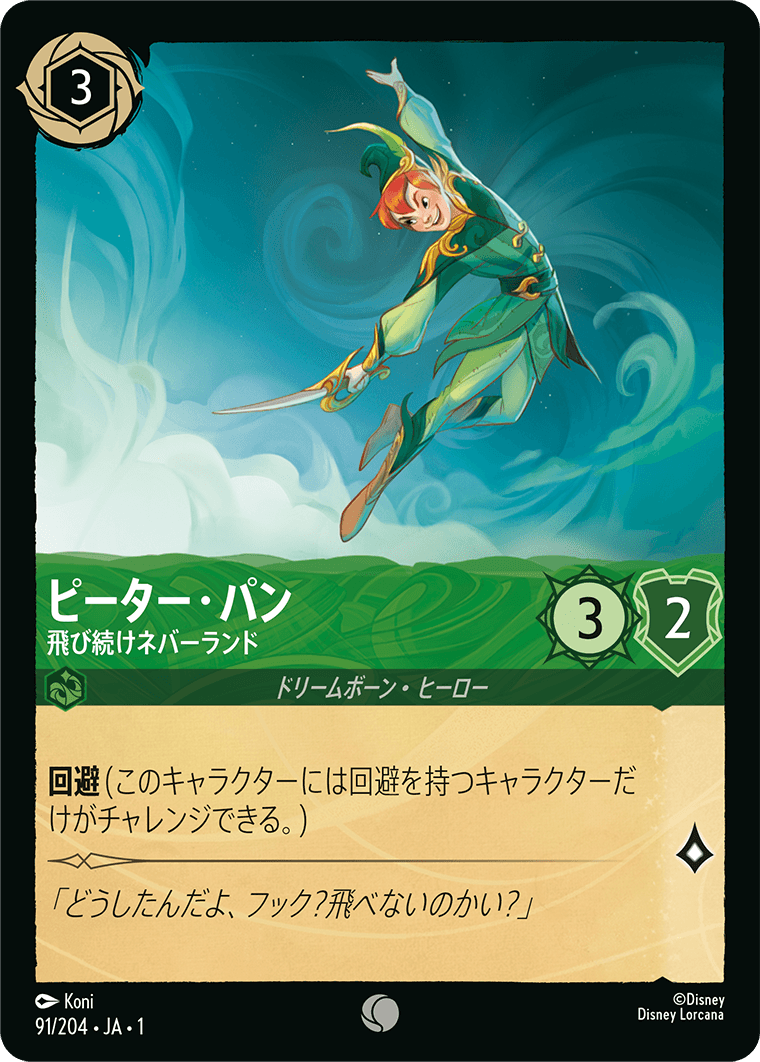 3
ピーター・パン
飛び続けネバーランド
3
2
ドリームボーン・ヒーロー
回避(このキャラクターには回避を持つキャラクターだ
けがチャレンジできる。)
「どうしたんだよ、フック?飛べないのかい?」
Koni
91/204・JA・1
©Disney
Disney Lorcana